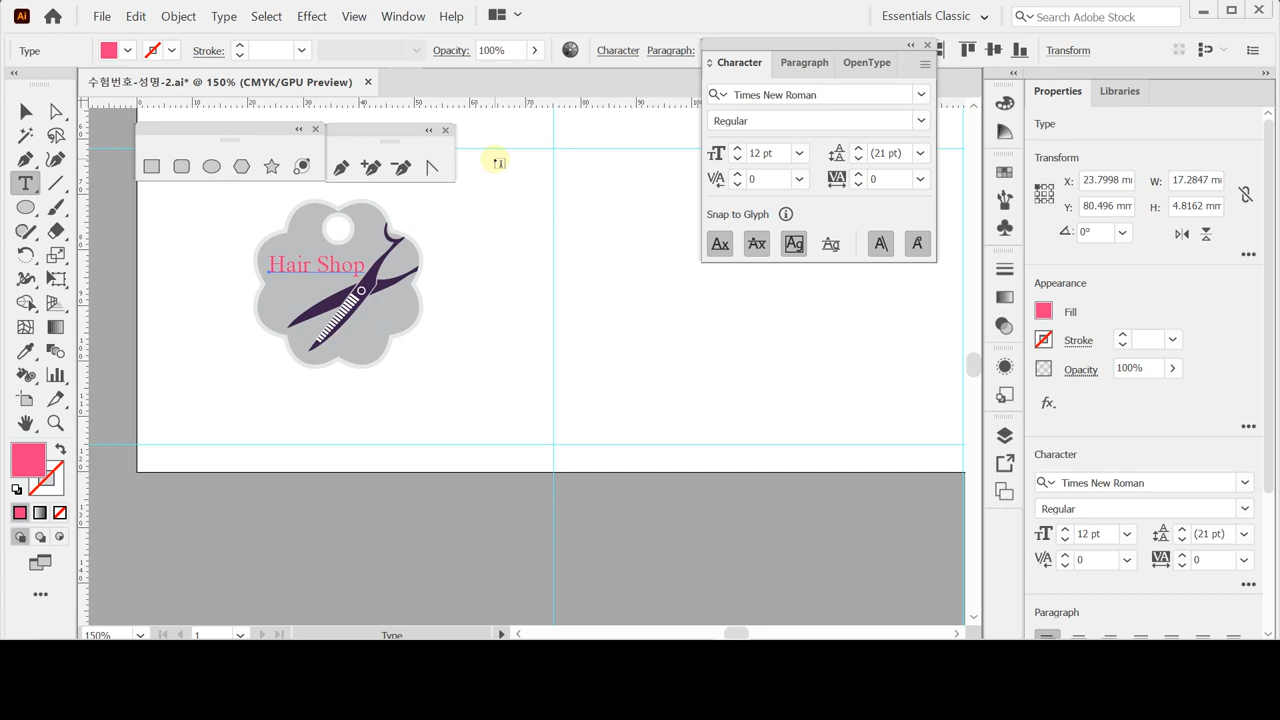 Ai File Edit Object Type Select Effect View Window Help Essentials Classic Search Adobe Stock
Type Stroke: Opacity: 100% Character Paragraph: Transform
수험번호-성명-2.ai* @ 150% (CMYK/GPU Preview)
Character Paragraph OpenType
Times New Roman
Regular
12 pt (21 pt)
0 0
Snap to Glyph
Hair Shop
Properties Libraries
Type
Transform
X: 23.7998 mm W: 17.2847 mm
Y: 80.496 mm H: 4.8162 mm
0°
Appearance
Fill
Stroke
Opacity 100%
fx
Character
Times New Roman
Regular
12 pt (21 pt)
0 0
Paragraph
150% 1 Type